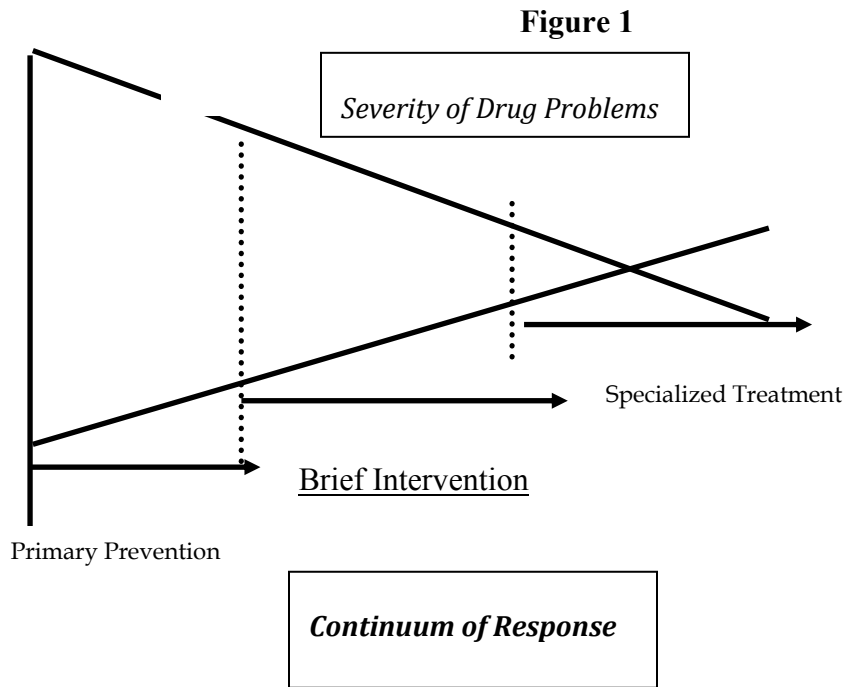 Figure 1
Severity of Drug Problems
Specialized Treatment
Brief Intervention
Primary Prevention
Continuum of Response